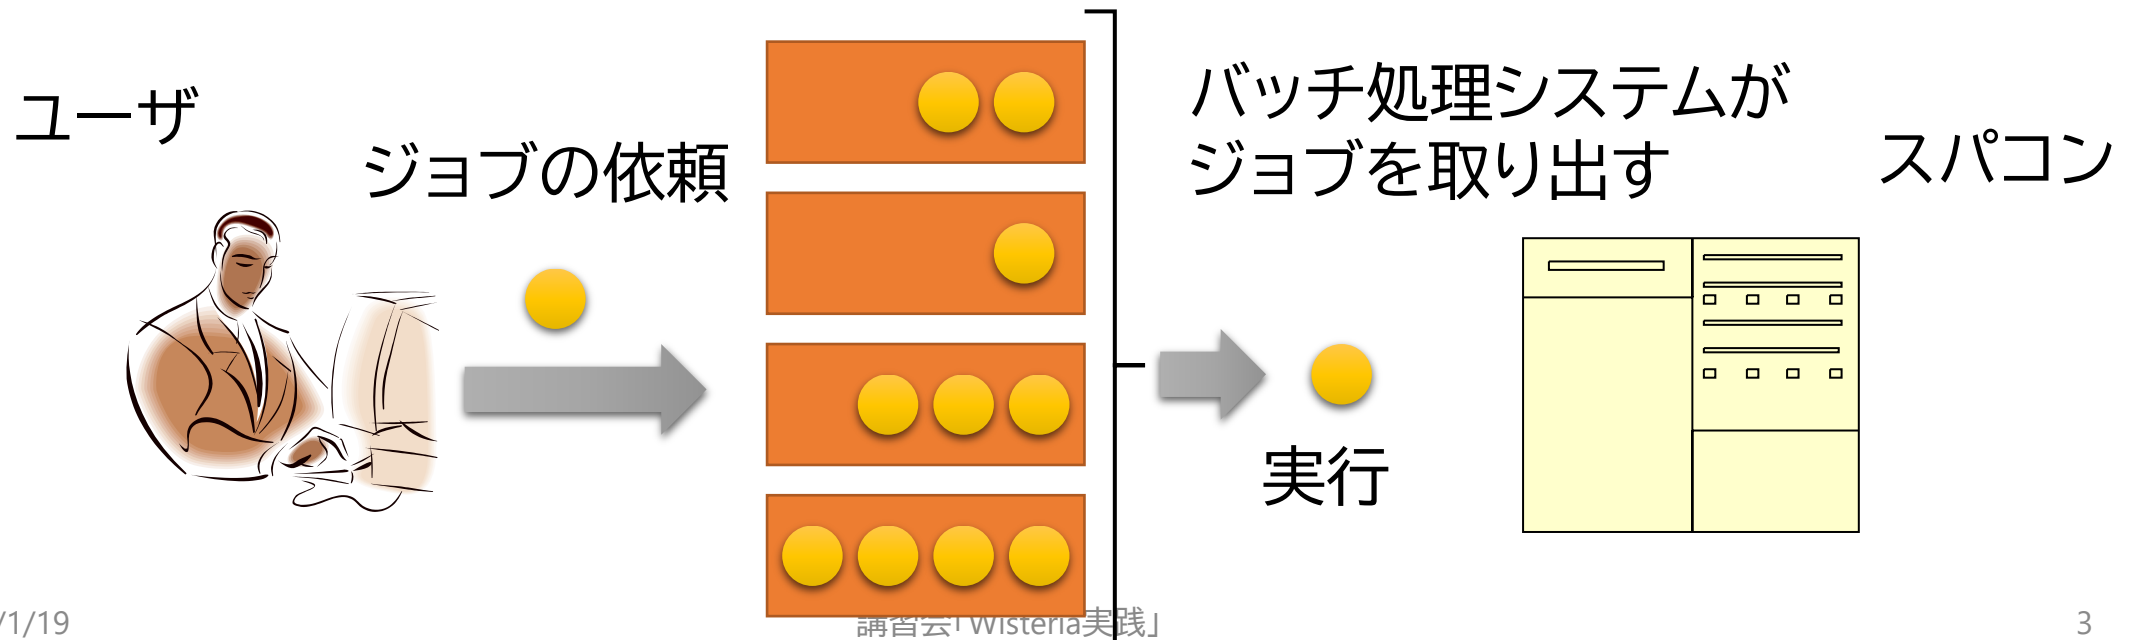 ユーザ
ジョブの依頼
バッチ処理システムが
ジョブを取り出す
スパコン
実行
/1/19
講習会「Wisteria実践」
3